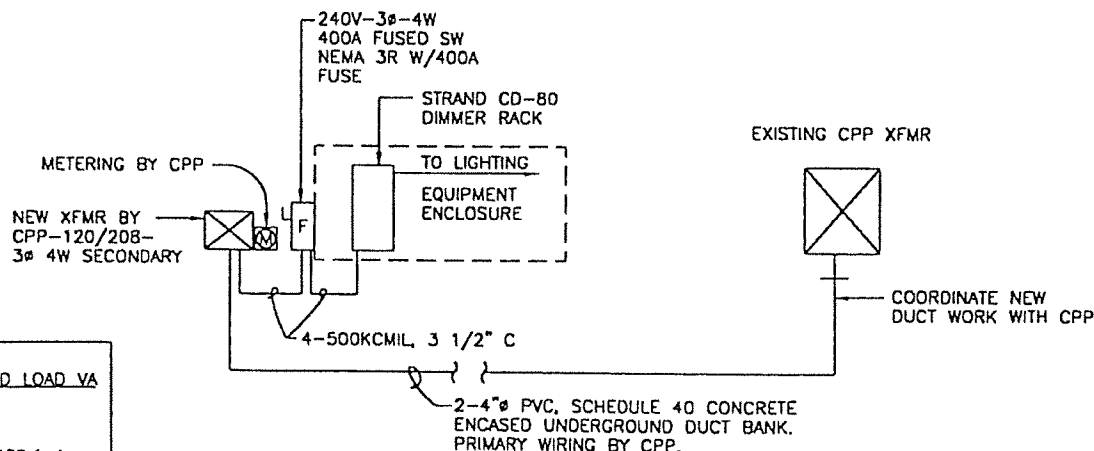 240V-3ø-4W
400A FUSED SW
NEMA 3R W/400A
FUSE
STRAND CD-80
DIMMER RACK
EXISTING CPP XFMR
METERING BY CPP
TO LIGHTING
EQUIPMENT
ENCLOSURE
NEW XFMR BY
CPP-120/208-
3ø 4W SECONDARY
M
F
COORDINATE NEW
DUCT WORK WITH CPP
4-500KCMIL, 3 1/2" C
D LOAD VA
2-4"ø PVC, SCHEDULE 40 CONCRETE
ENCASED UNDERGROUND DUCT BANK.
PRIMARY WIRING BY CPP.